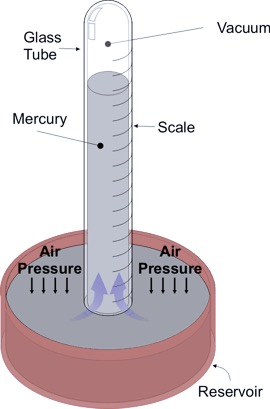 Glass
Tube
Vacuum
Mercury
Scale
Air
Pressure
Air
Pressure
Reservoir